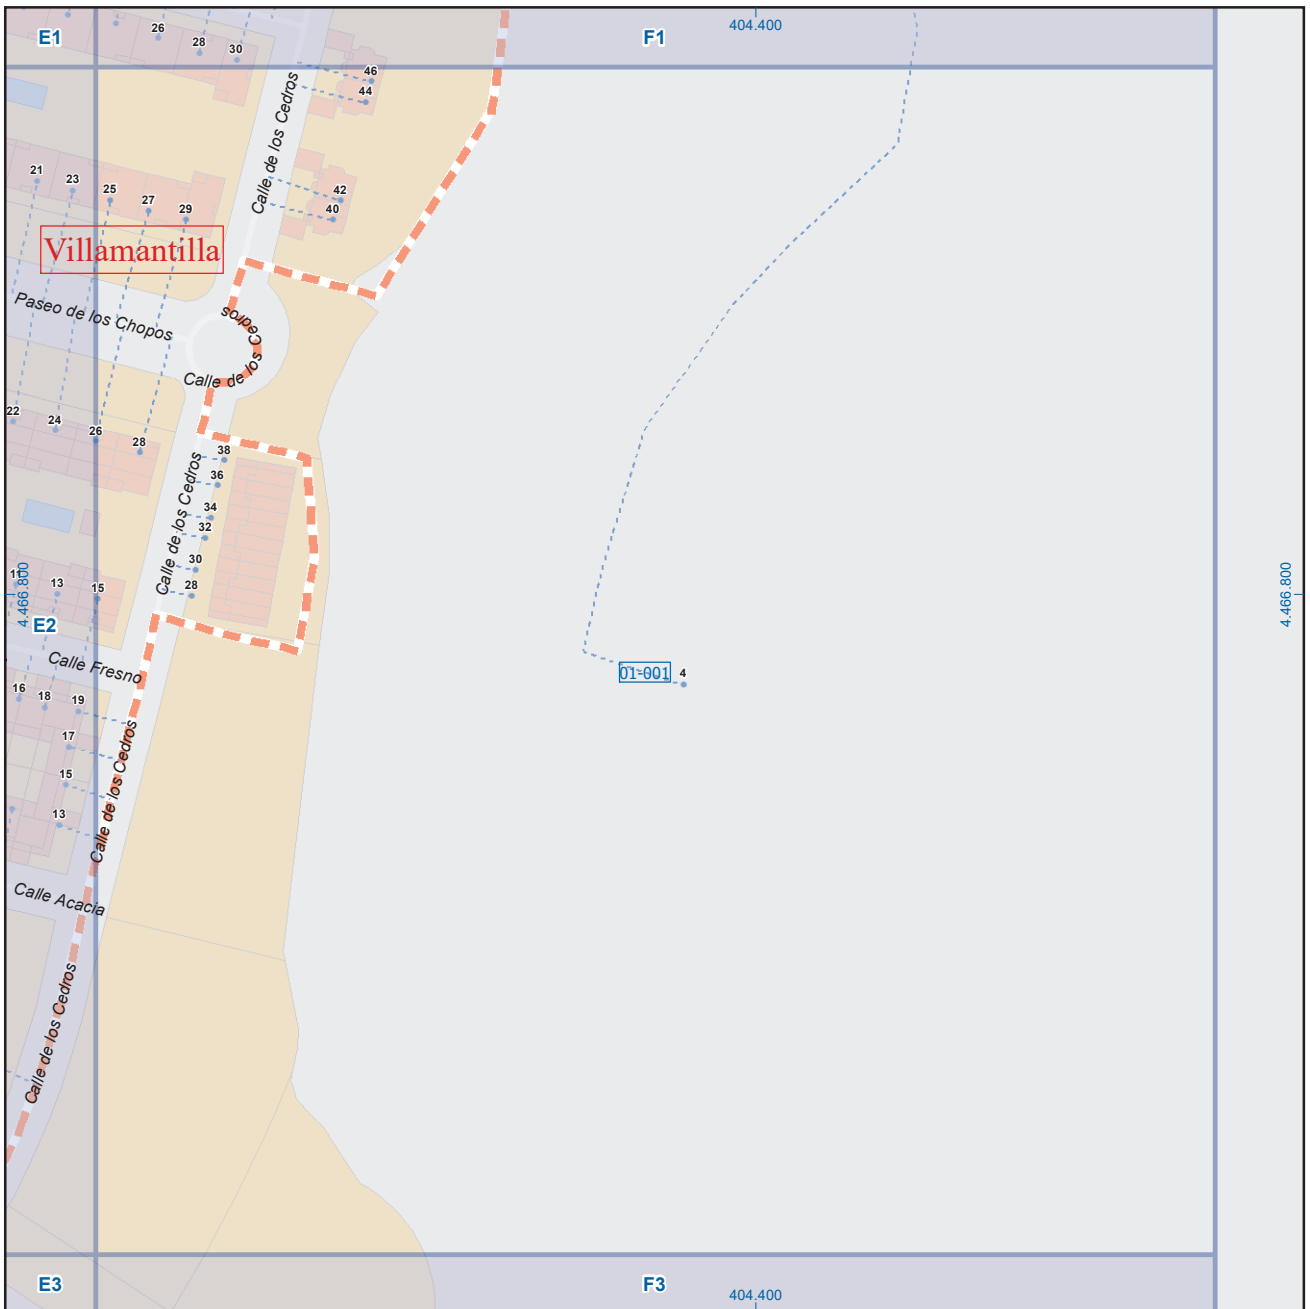 E1
F1
404.400
26
28
30
46
44
Calle de los Cedros
21
23
25
27
29
42
40
Villamantilla
Paseo de los Chopos
Calle de los Cedros
22
24
26
28
38
36
34
32
30
28
Calle de los Cedros
11
13
15
4.466.800
4.466.800
E2
Calle Fresno
01-001
4
16
18
19
17
15
13
Calle de los Cedros
Calle Acacia
Calle de los Cedros
E3
F3
404.400